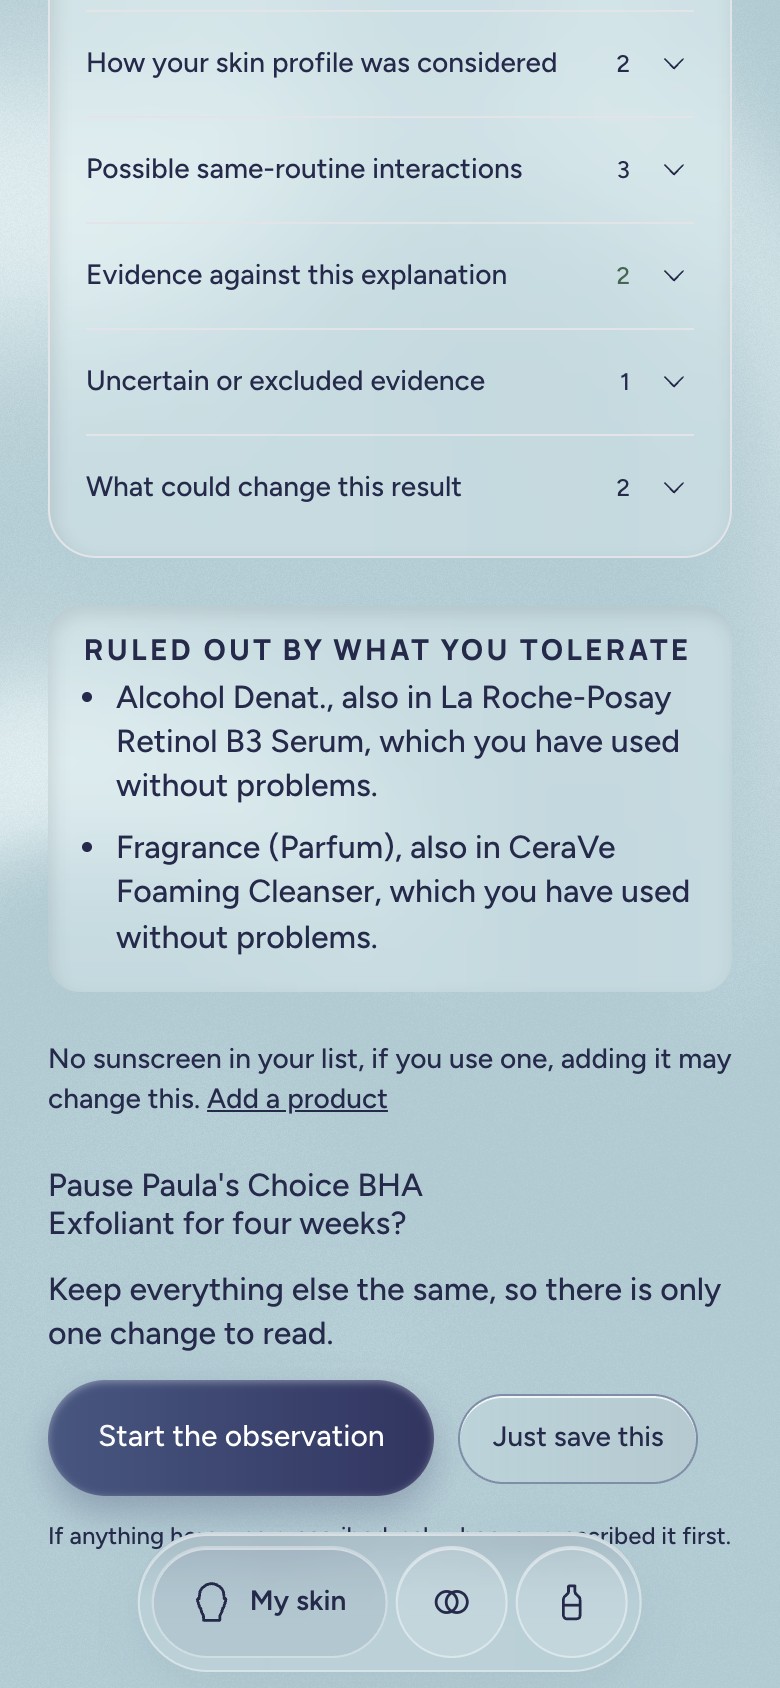 How your skin profile was considered 2
Possible same-routine interactions 3
Evidence against this explanation 2
Uncertain or excluded evidence 1
What could change this result 2
RULED OUT BY WHAT YOU TOLERATE
• Alcohol Denat., also in La Roche-Posay
Retinol B3 Serum, which you have used
without problems.
• Fragrance (Parfum), also in CeraVe
Foaming Cleanser, which you have used
without problems.
No sunscreen in your list, if you use one, adding it may
change this. Add a product
Pause Paula's Choice BHA
Exfoliant for four weeks?
Keep everything else the same, so there is only
one change to read.
Start the observation
Just save this
If anything it first.
My skin